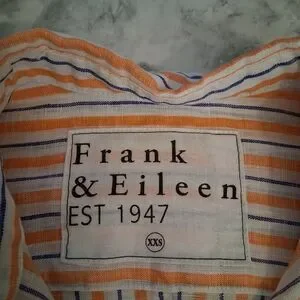 Frank
& Eileen
EST 1947
XXS